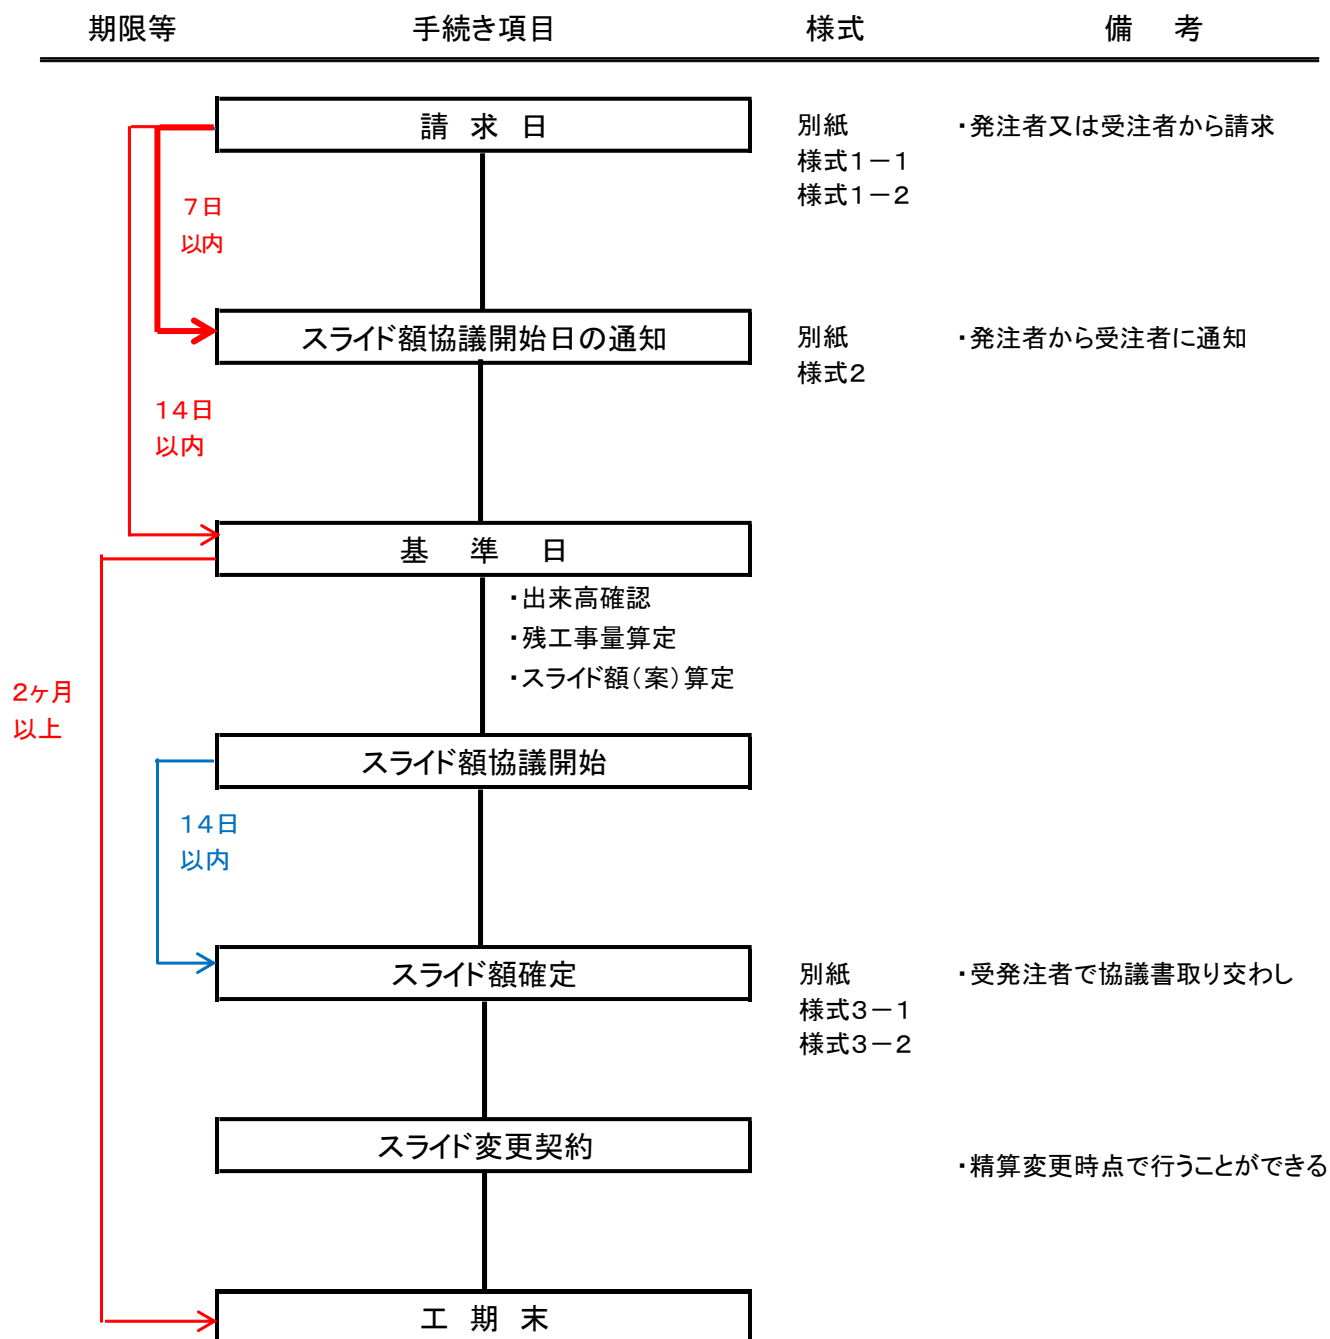 期限等 手続き項目 様式 備 考
請 求 日 別紙 ・発注者又は受注者から請求
様式1－1
様式1－2
7日
以内
スライド額協議開始日の通知 別紙 ・発注者から受注者に通知
様式2
14日
以内
基 準 日
・出来高確認
・残工事量算定
・スライド額（案）算定
2ヶ月
以上
スライド額協議開始
14日
以内
スライド額確定 別紙 ・受発注者で協議書取り交わし
様式3－1
様式3－2
スライド変更契約
・精算変更時点で行うことができる
工 期 末